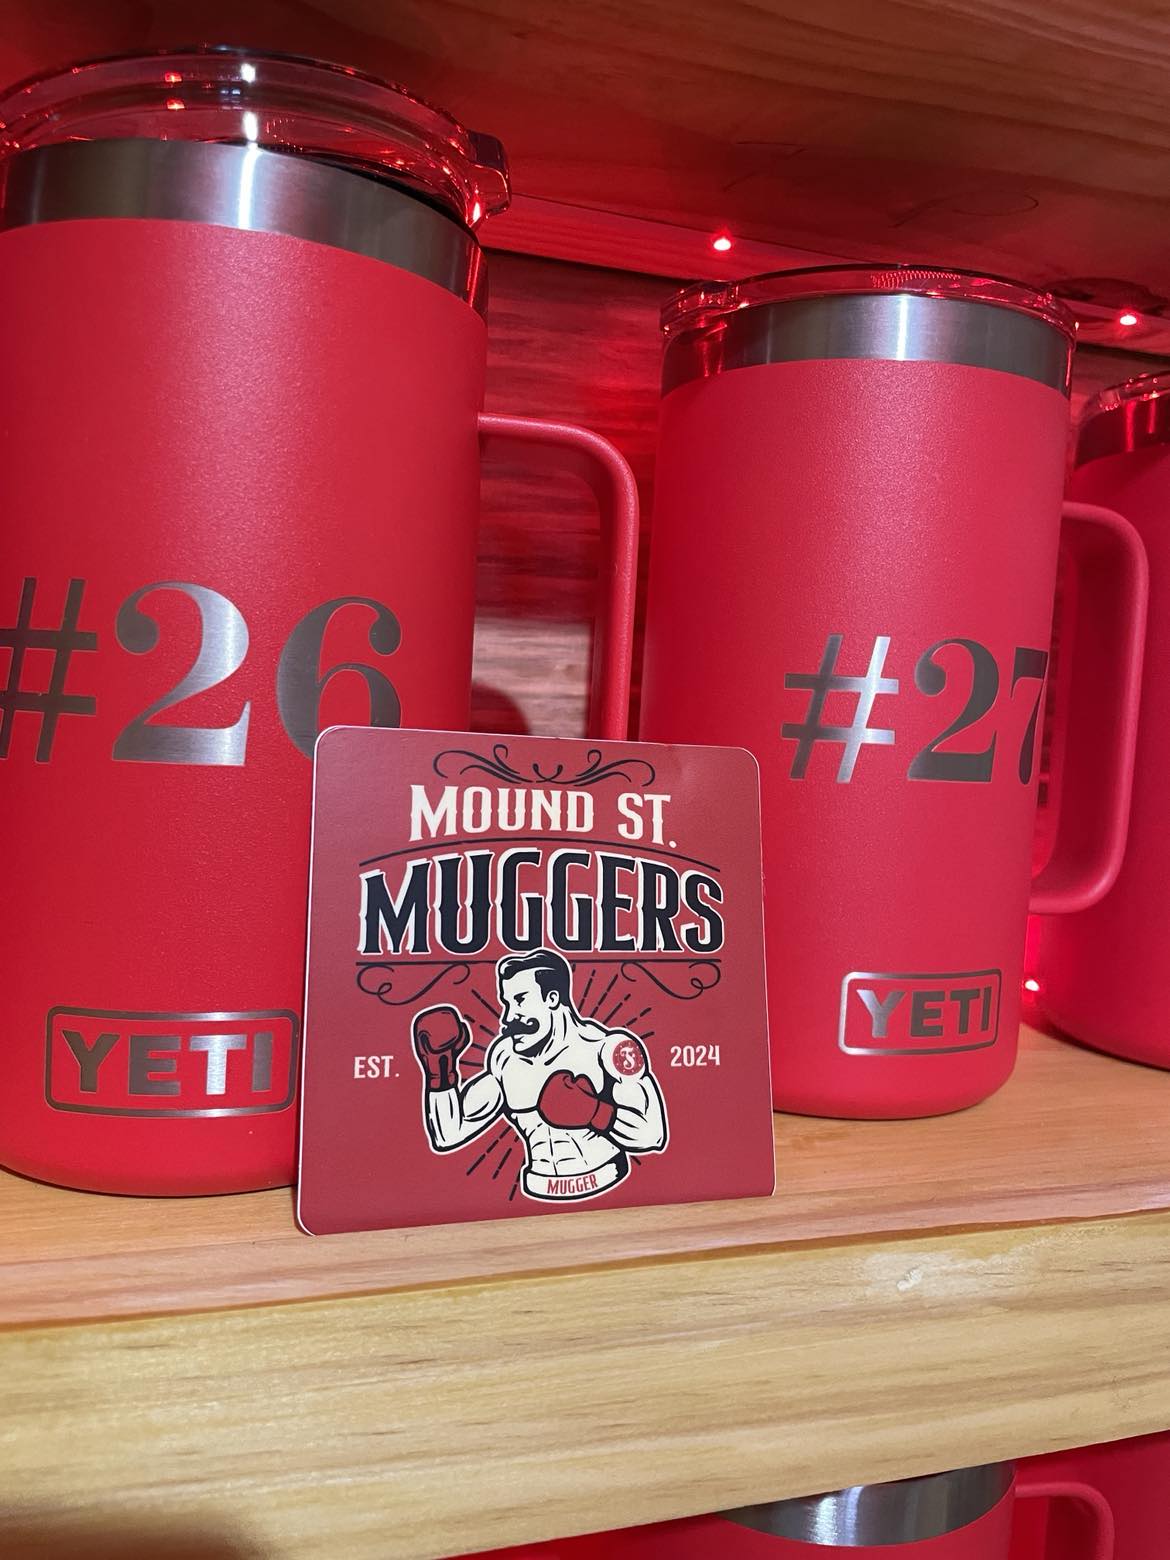 #26
#27
YETI
YETI
MOUND ST.
MUGGERS
EST. 2024
F
MUGGER